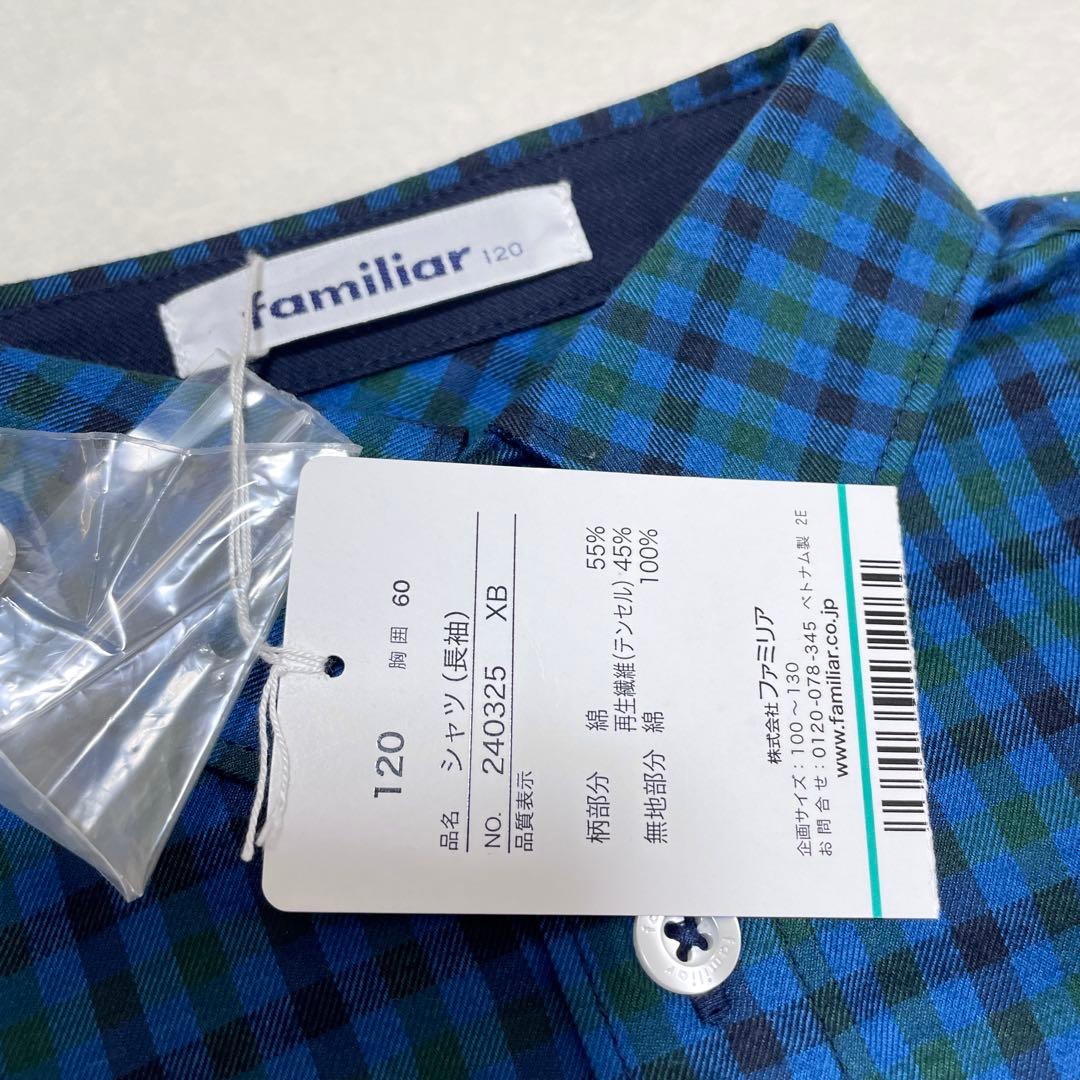 familiar 120
120 胸囲 60
品名 シャツ(長袖)
NO. 240325 XB
品質表示
柄部分 綿 55%
再生繊維(テンセル) 45%
無地部分 綿 100%
株式会社ファミリア
企画サイズ:100~130
お問合せ:0120-078-345 ベトナム製 2E
www.familiar.co.jp
familiar